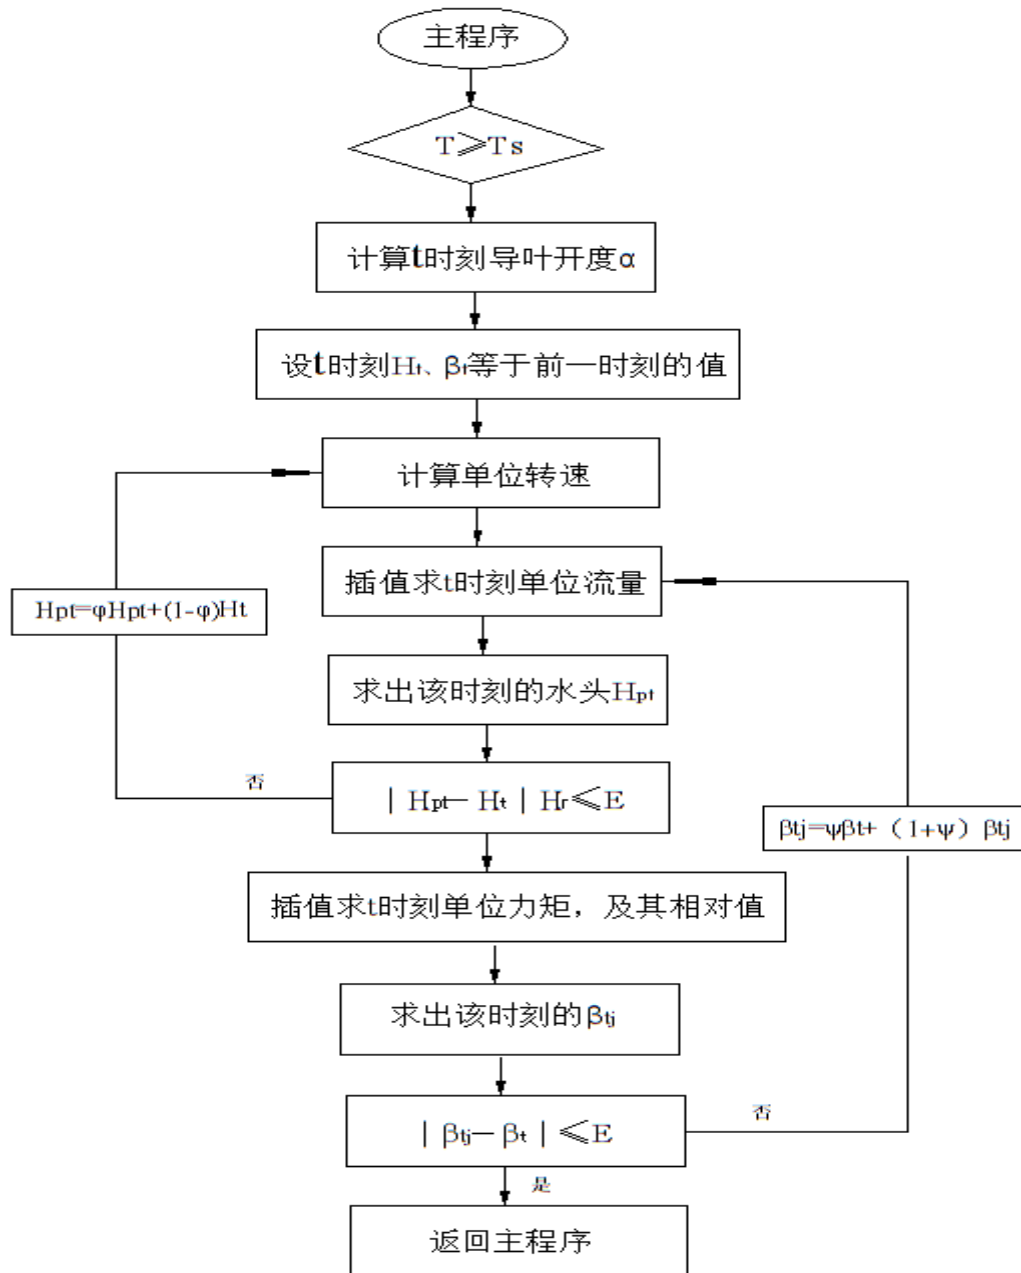 主程序
T≥Ts
计算t时刻导叶开度α
设t时刻Ht、βt等于前一时刻的值
计算单位转速
插值求t时刻单位流量
Hpt=φHpt+(1-φ)Ht
求出该时刻的水头Hpt
否
｜Hpt－Ht｜Hr≤E
βtj=ψβt+（1+ψ）βtj
插值求t时刻单位力矩，及其相对值
求出该时刻的βtj
否
｜βtj－βt｜≤E
是
返回主程序